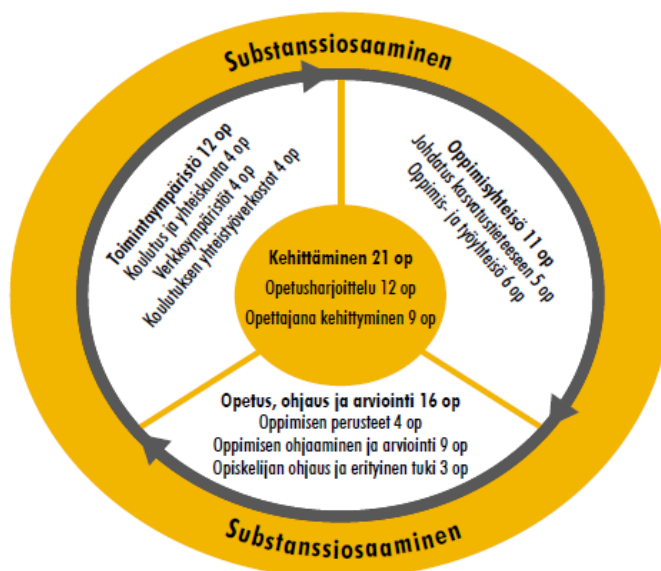 Substanssiosaaminen
Toimintaympäristö 12 op
Koulutus ja yhteiskunta 4 op
Verkkoympäristöt 4 op
Koulutuksen yhteistyöverkostot 4 op
Oppimisyhteisö 11 op
Johdatus kasvatustieteeseen 5 op
Oppimis- ja työyhteisö 6 op
Kehittäminen 21 op
Opetusharjoittelu 12 op
Opettajana kehittyminen 9 op
Opetus, ohjaus ja arviointi 16 op
Oppimisen perusteet 4 op
Oppimisen ohjaaminen ja arviointi 9 op
Opiskelijan ohjaus ja erityinen tuki 3 op
Substanssiosaaminen